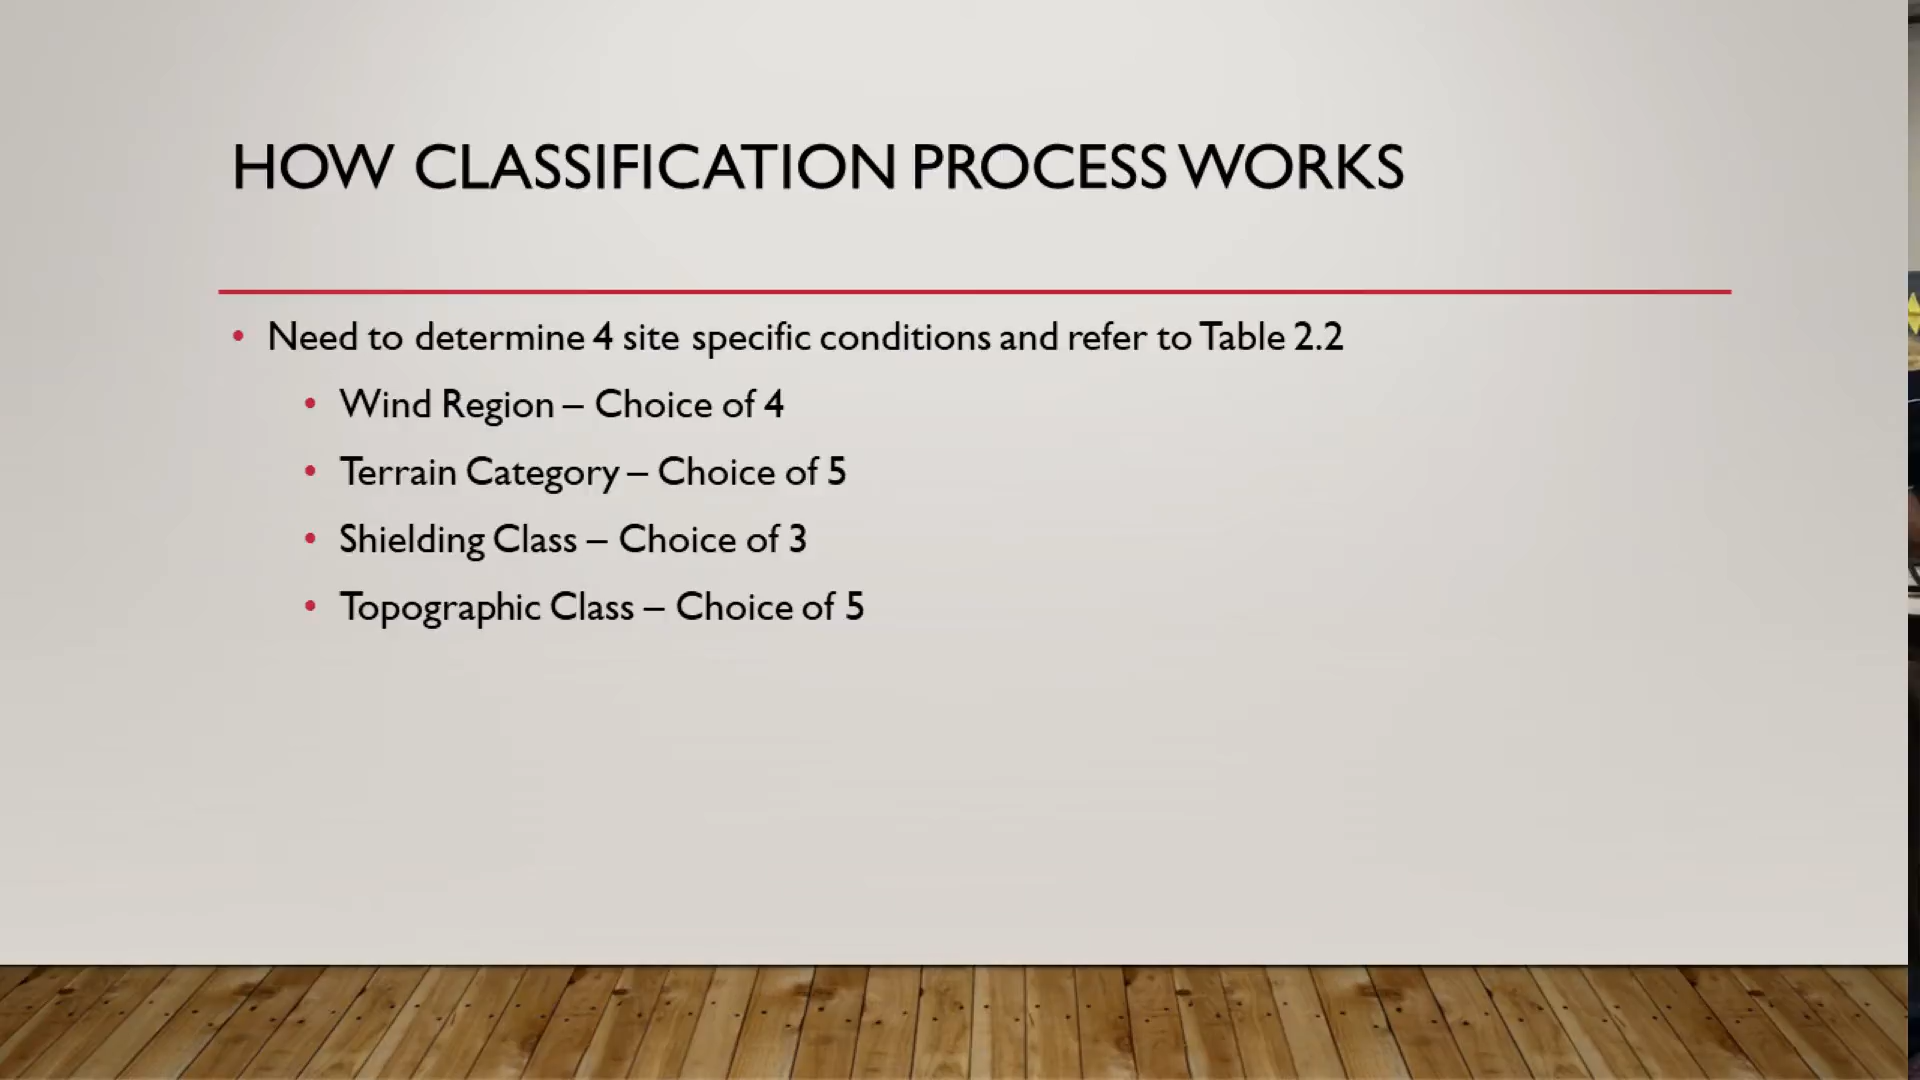 HOW CLASSIFICATION PROCESS WORKS
• Need to determine 4 site specific conditions and refer to Table 2.2
• Wind Region – Choice of 4
• Terrain Category – Choice of 5
• Shielding Class – Choice of 3
• Topographic Class – Choice of 5